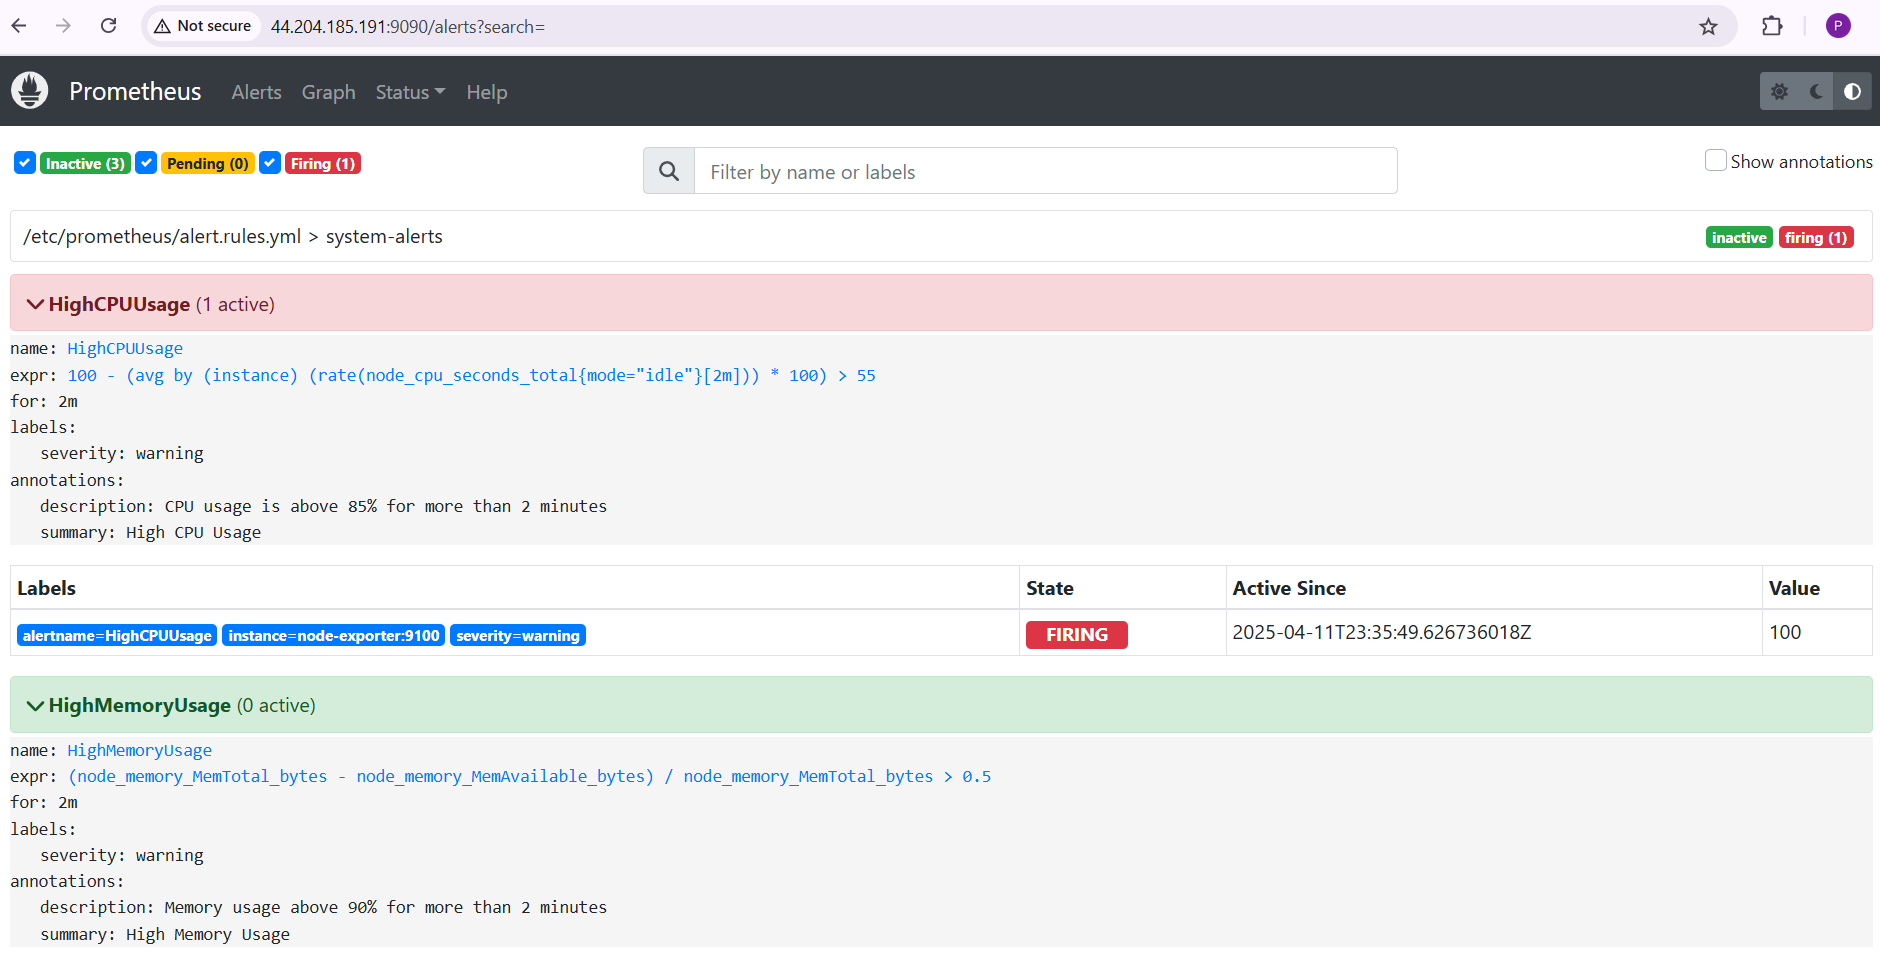 Not secure 44.204.185.191:9090/alerts?search= P
Prometheus Alerts Graph Status Help
Inactive (3) Pending (0) Firing (1) Filter by name or labels Show annotations
/etc/prometheus/alert.rules.yml > system-alerts inactive firing (1)
HighCPUUsage (1 active)
name: HighCPUUsage
expr: 100 - (avg by (instance) (rate(node_cpu_seconds_total{mode="idle"}[2m])) * 100) > 55
for: 2m
labels:
severity: warning
annotations:
description: CPU usage is above 85% for more than 2 minutes
summary: High CPU Usage
Labels State Active Since Value
alertname=HighCPUUsage instance=node-exporter:9100 severity=warning FIRING 2025-04-11T23:35:49.626736018Z 100
HighMemoryUsage (0 active)
name: HighMemoryUsage
expr: (node_memory_MemTotal_bytes - node_memory_MemAvailable_bytes) / node_memory_MemTotal_bytes > 0.5
for: 2m
labels:
severity: warning
annotations:
description: Memory usage above 90% for more than 2 minutes
summary: High Memory Usage